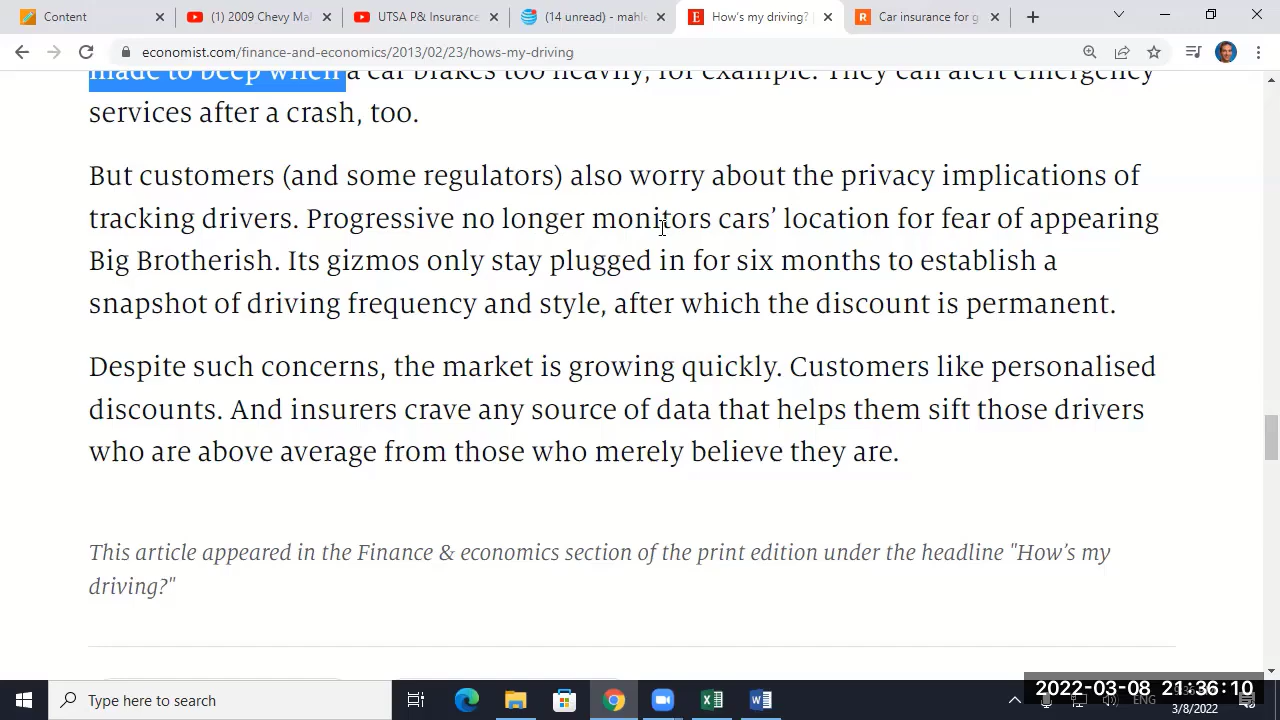 Content
(1) 2009 Chevy Mal
UTSA P&C Insurance
(14 unread) - mahle
How's my driving? |
Car insurance for g
economist.com/finance-and-economics/2013/02/23/hows-my-driving
made to beep when a car brakes too heavily, for example. They can alert emergency
services after a crash, too.
But customers (and some regulators) also worry about the privacy implications of
tracking drivers. Progressive no longer monitors cars’ location for fear of appearing
Big Brotherish. Its gizmos only stay plugged in for six months to establish a
snapshot of driving frequency and style, after which the discount is permanent.
Despite such concerns, the market is growing quickly. Customers like personalised
discounts. And insurers crave any source of data that helps them sift those drivers
who are above average from those who merely believe they are.
This article appeared in the Finance & economics section of the print edition under the headline "How’s my
driving?"
Type here to search
2022-03-08 21:36:10
ENG
3/8/2022